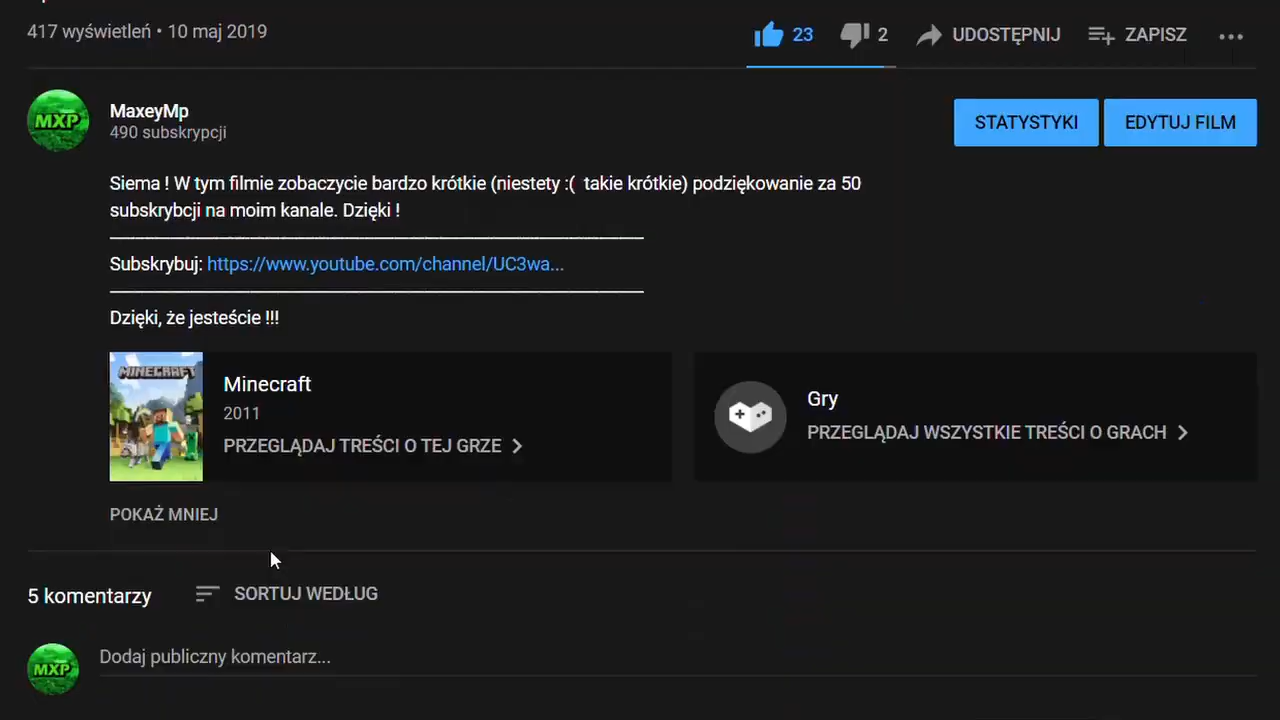 417 wyświetleń • 10 maj 2019
23
2
UDOSTĘPNIJ
ZAPISZ
MXP
MaxeyMp
490 subskrypcji
STATYSTYKI
EDYTUJ FILM
Siema ! W tym filmie zobaczycie bardzo krótkie (niestety :( takie krótkie) podziękowanie za 50
subskrybcji na moim kanale. Dzięki !
Subskrybuj: https://www.youtube.com/channel/UC3wa...
Dzięki, że jesteście !!!
MINECRAFT
Minecraft
2011
PRZEGLĄDAJ TREŚCI O TEJ GRZE
Gry
PRZEGLĄDAJ WSZYSTKIE TREŚCI O GRACH
POKAŻ MNIEJ
5 komentarzy
SORTUJ WEDŁUG
MXP
Dodaj publiczny komentarz...